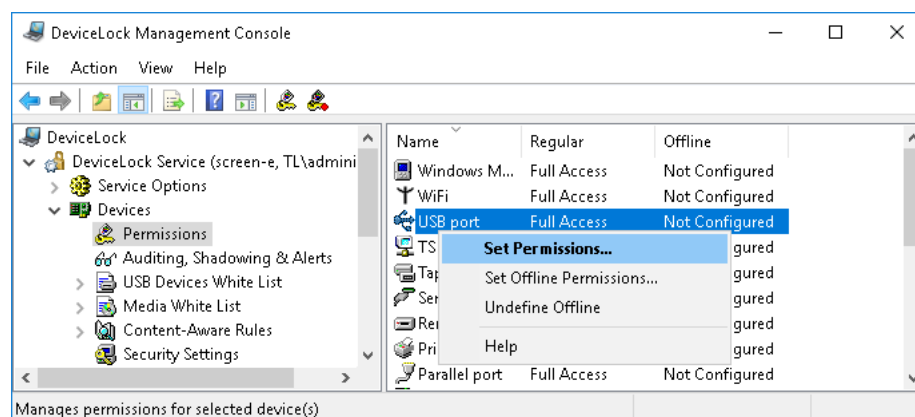 DeviceLock Management Console
File Action View Help
DeviceLock
DeviceLock Service (screen-e, TL\admini
Service Options
Devices
Permissions
Auditing, Shadowing & Alerts
USB Devices White List
Media White List
Content-Aware Rules
Security Settings
Name Regular Offline
Windows M... Full Access Not Configured
WiFi Full Access Not Configured
USB port Full Access Not Configured
TS gured
Tap gured
Ser gured
Rer gured
Pri gured
Parallel port Full Access Not Configured
Set Permissions...
Set Offline Permissions...
Undefine Offline
Help
Manages permissions for selected device(s)